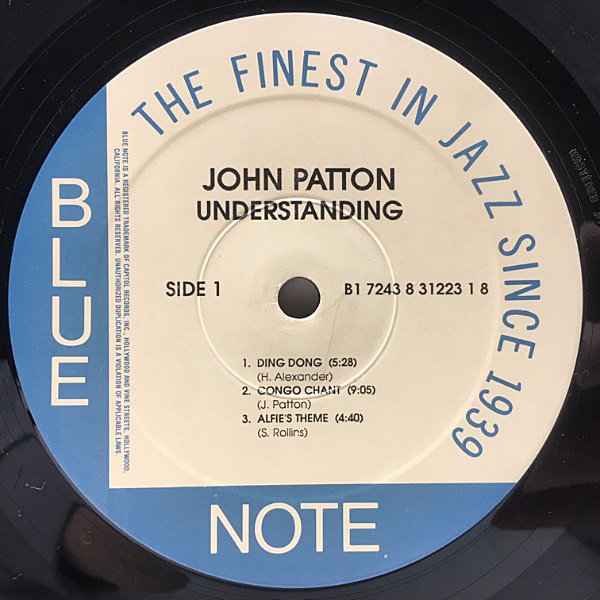 THE FINEST IN JAZZ SINCE 1939
BLUE NOTE IS A REGISTERED TRADEMARK OF CAPITOL RECORDS, INC., HOLLYWOOD AND VINE STREETS, HOLLYWOOD,
CALIFORNIA. ALL RIGHTS RESERVED. UNAUTHORIZED DUPLICATION IS A VIOLATION OF APPLICABLE LAWS.
JOHN PATTON
UNDERSTANDING
SIDE 1
B1 7243 8 31223 1 8
1. DING DONG (5:28)
(H. Alexander)
2. CONGO CHANT (9:05)
(J. Patton)
3. ALFIE'S THEME (4:40)
(S. Rollins)
BLUE
NOTE